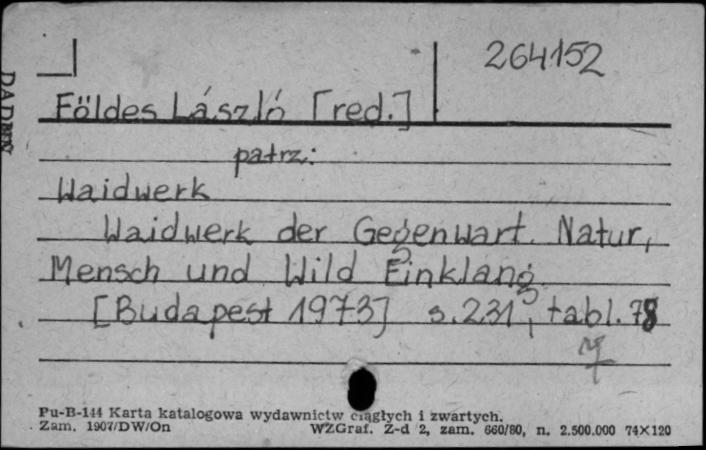 264152
Földes László [red.]
patrz:
Waidwerk
Waidwerk der Gegenwart. Natur,
Mensch und Wild Einklang
[Budapest 1973] s. 231, tabl. 78
Pu-B-144 Karta katalogowa wydawnictw ciągłych i zwartych.
Zam. 1907/DW/On WZGraf. Z-d 2, zam. 660/80, n. 2.500.000 74×120